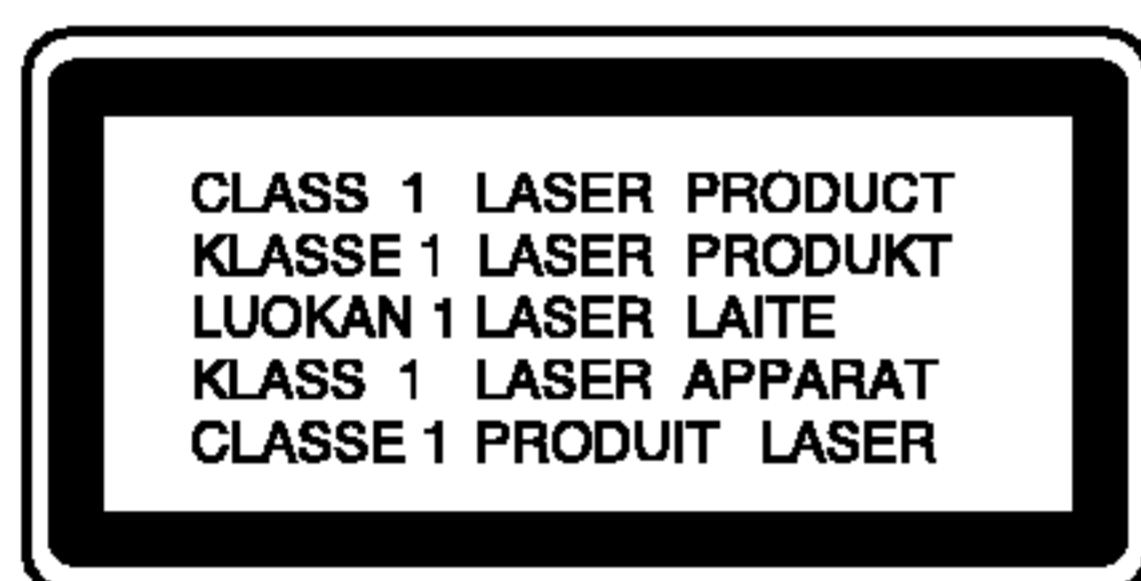 CLASS 1 LASER PRODUCT
KLASSE 1 LASER PRODUKT
LUOKAN 1 LASER LAITE
KLASS 1 LASER APPARAT
CLASSE 1 PRODUIT LASER